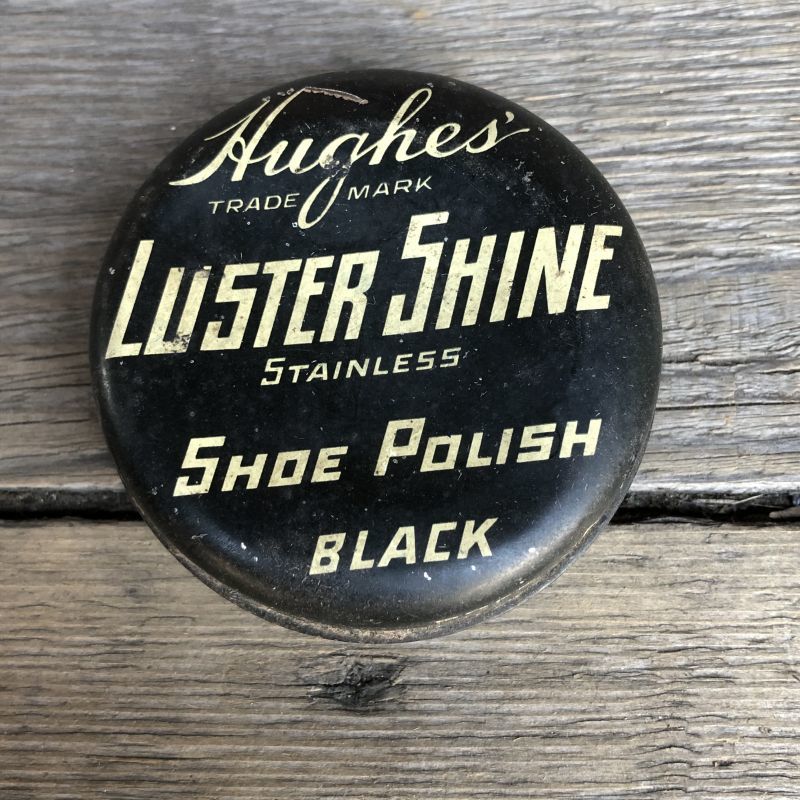 Hughes'
TRADE MARK
LUSTER SHINE
STAINLESS
SHOE POLISH
BLACK